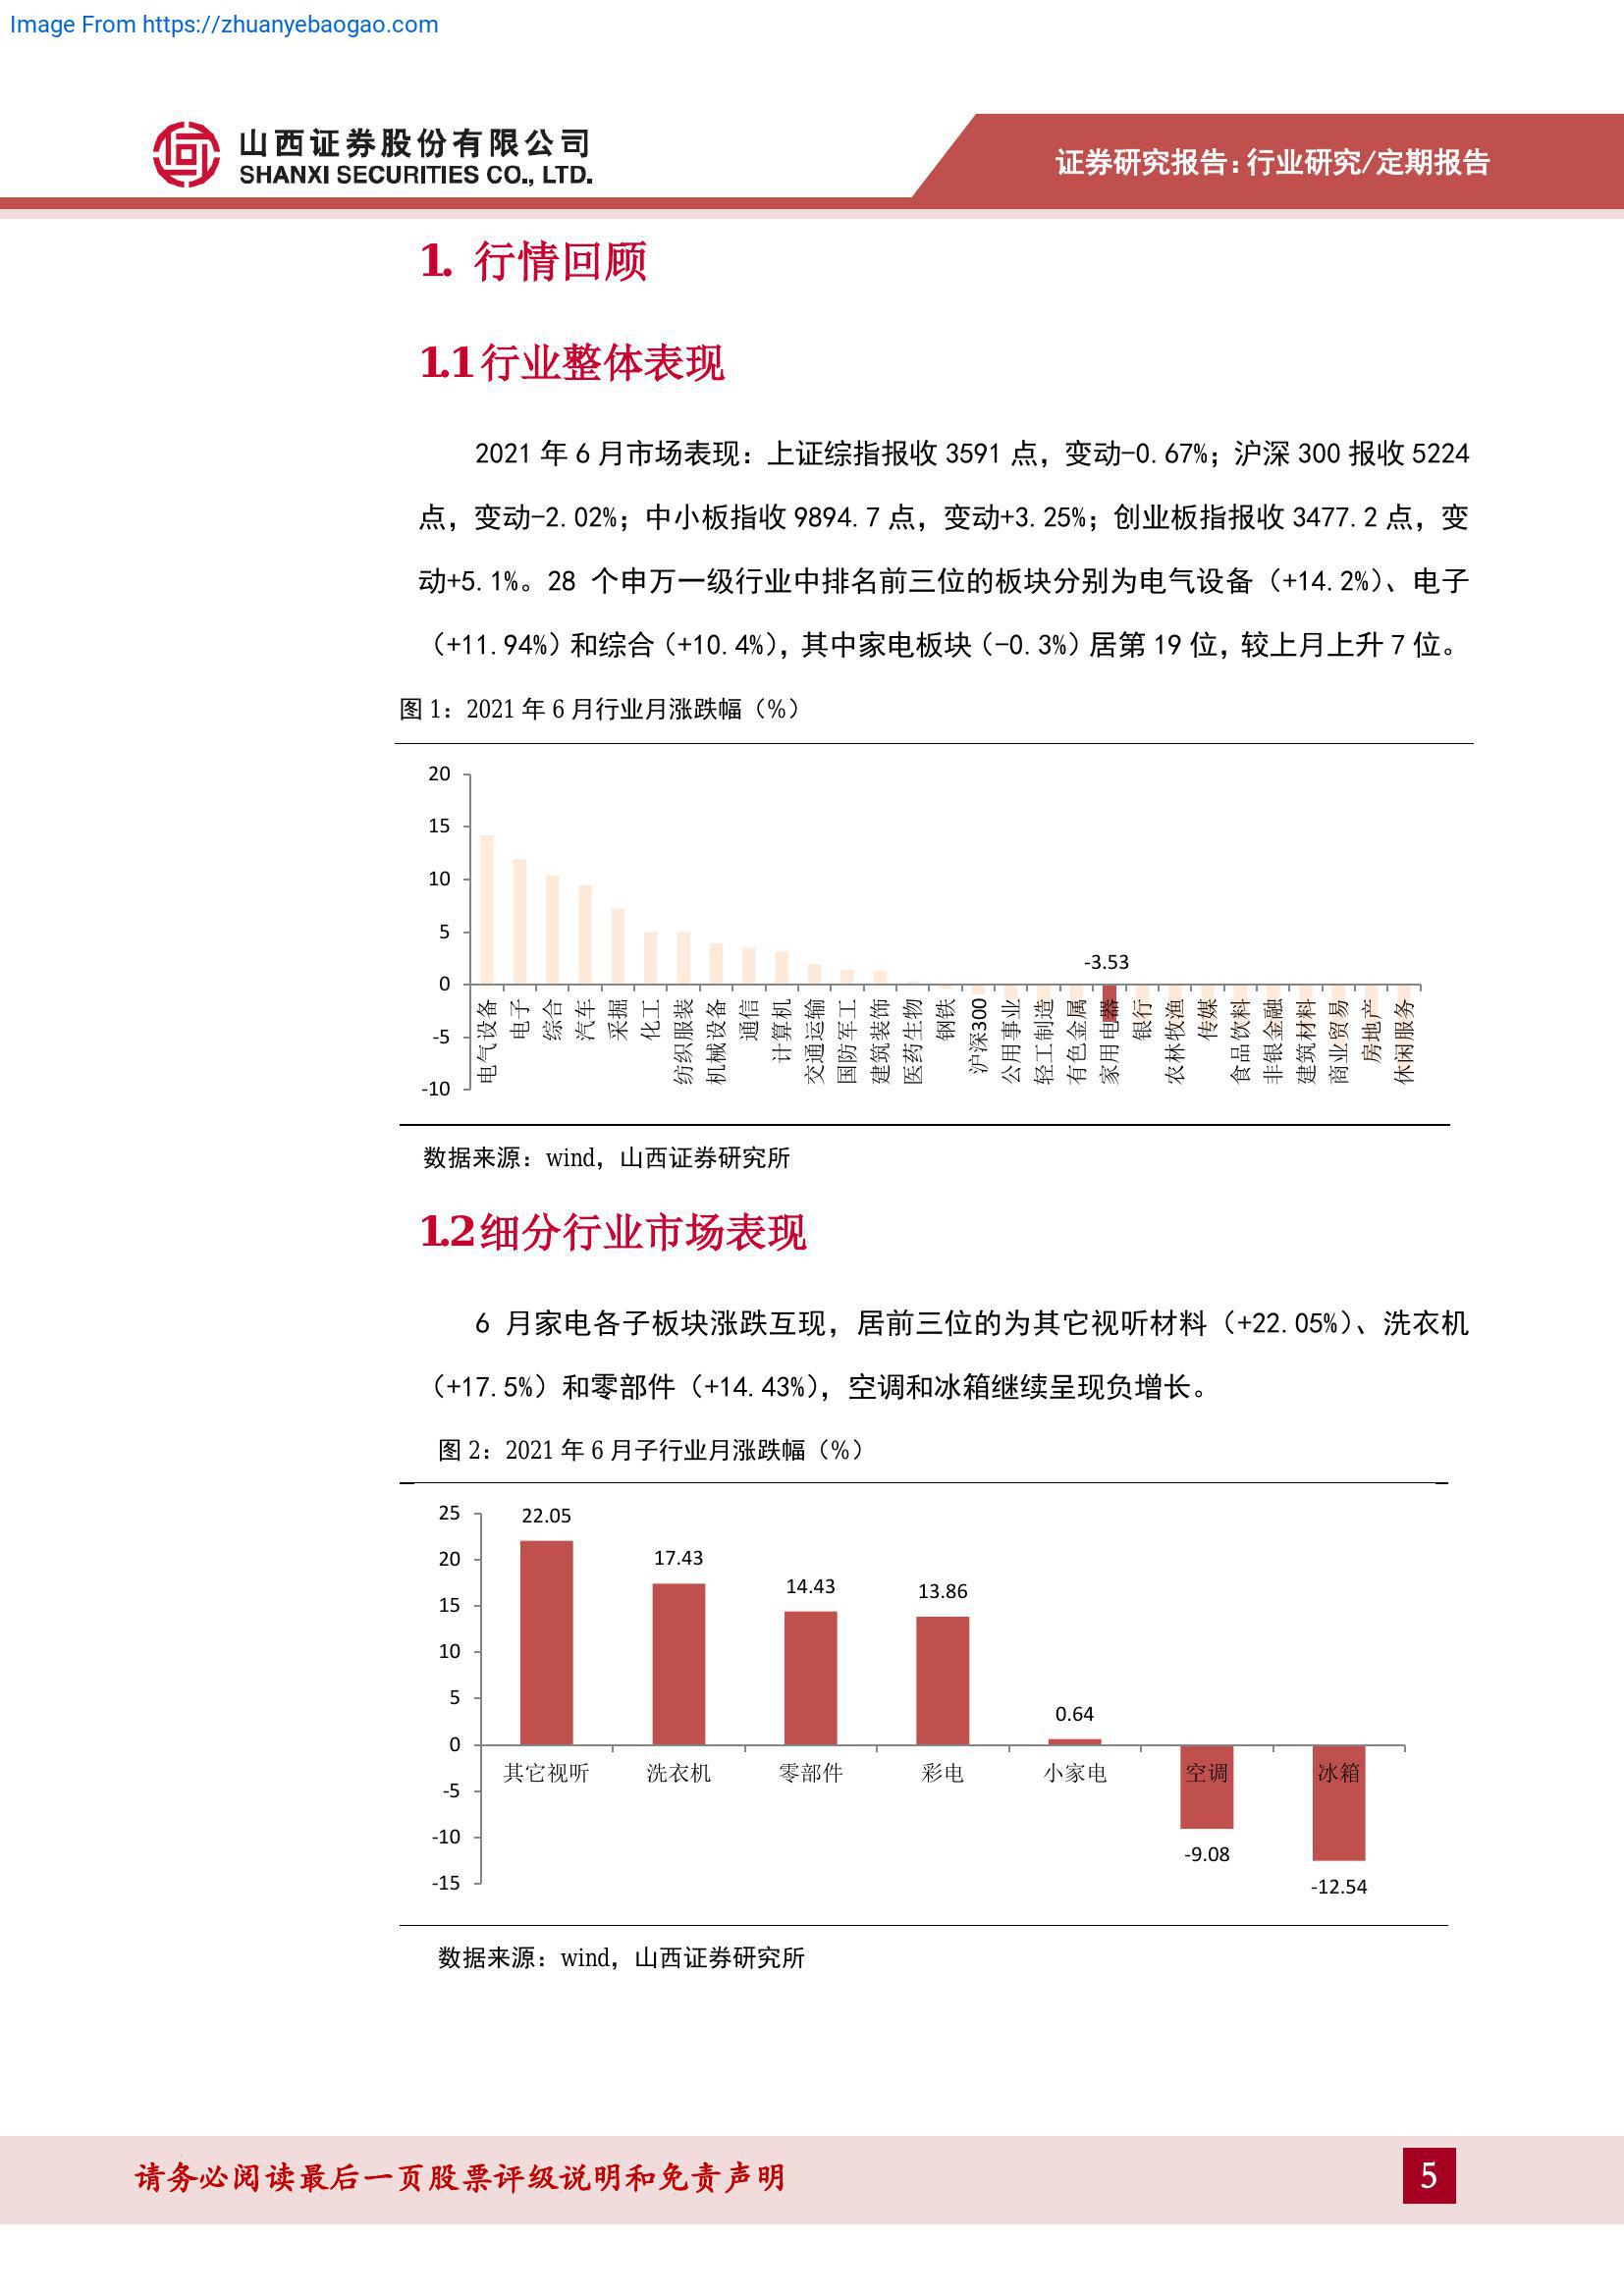 Image From https://zhuanyebaogao.com
山西证券股份有限公司
SHANXI SECURITIES CO., LTD.
证券研究报告:行业研究/定期报告
1. 行情回顾
1.1行业整体表现
2021 年 6 月市场表现：上证综指报收 3591 点，变动-0.67%；沪深 300 报收 5224
点，变动-2.02%；中小板指收 9894.7 点，变动+3.25%；创业板指报收 3477.2 点，变
动+5.1%。28 个申万一级行业中排名前三位的板块分别为电气设备（+14.2%）、电子
（+11.94%）和综合（+10.4%），其中家电板块（-0.3%）居第 19 位，较上月上升 7 位。
图 1：2021 年 6 月行业月涨跌幅（%）
20
15
10
5
0
-5
-10
-3.53
电气设备
电子
综合
汽车
采掘
化工
纺织服装
机械设备
通信
计算机
交通运输
国防军工
建筑装饰
医药生物
钢铁
沪深300
公用事业
轻工制造
有色金属
家用电器
银行
农林牧渔
传媒
食品饮料
非银金融
建筑材料
商业贸易
房地产
休闲服务
数据来源：wind，山西证券研究所
1.2细分行业市场表现
6 月家电各子板块涨跌互现，居前三位的为其它视听材料（+22.05%）、洗衣机
（+17.5%）和零部件（+14.43%），空调和冰箱继续呈现负增长。
图 2：2021 年 6 月子行业月涨跌幅（%）
25
20
15
10
5
0
-5
-10
-15
22.05
17.43
14.43
13.86
0.64
-9.08
-12.54
其它视听
洗衣机
零部件
彩电
小家电
空调
冰箱
数据来源：wind，山西证券研究所
请务必阅读最后一页股票评级说明和免责声明
5